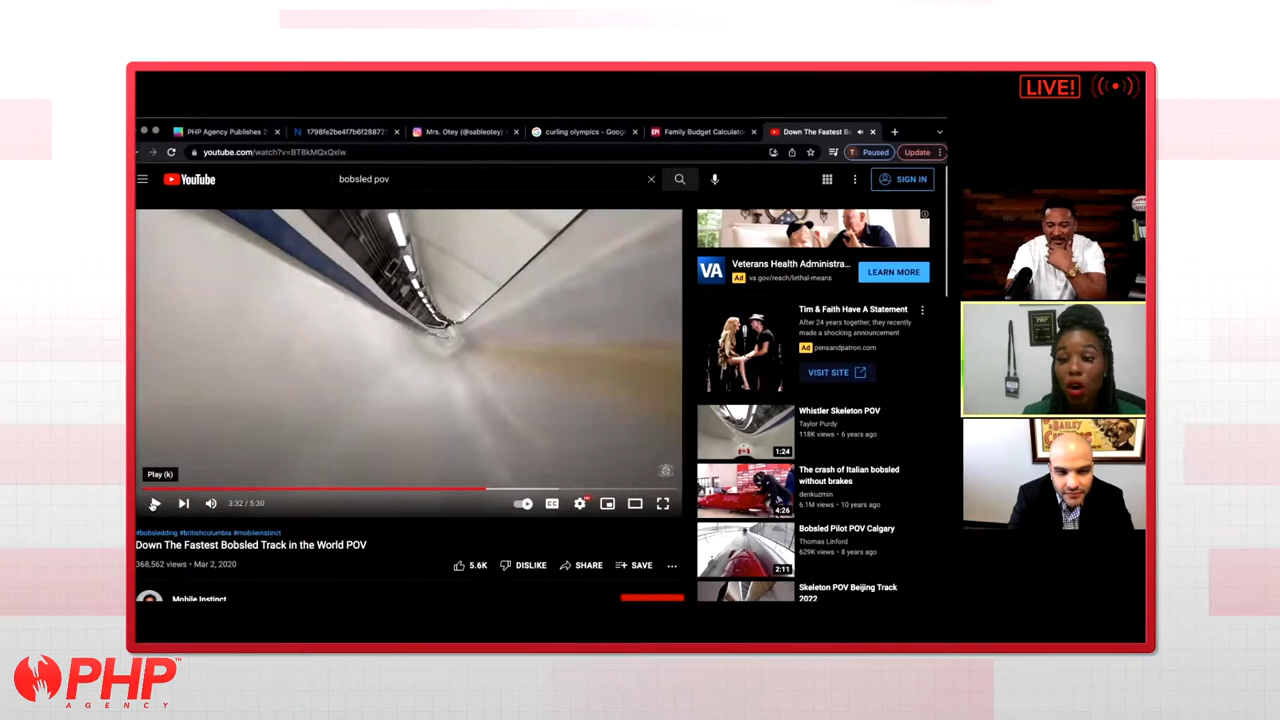 LIVE!
PHP Agency Publishes 2
1798fe2be4f7b6f28872
Mrs. Otey (@sableotey)
curling olympics - Goog
EPI Family Budget Calculato
Down The Fastest B
youtube.com/watch?v=BT8kMQxQxIw
T Paused
Update
YouTube
bobsled pov
SIGN IN
VA
Veterans Health Administra...
Ad va.gov/reach/lethal-means
LEARN MORE
Tim & Faith Have A Statement
After 24 years together, they recently
made a shocking announcement
Ad pensandpatron.com
VISIT SITE
Whistler Skeleton POV
Taylor Purdy
118K views • 6 years ago
1:24
The crash of Italian bobsled
without brakes
denkuzmin
6.1M views • 10 years ago
4:26
Bobsled Pilot POV Calgary
Thomas Linford
629K views • 8 years ago
2:11
Skeleton POV Beijing Track
2022
Play (k)
3:32 / 5:30
CC
#bobsledding #britishcolumbia #mobileinstinct
Down The Fastest Bobsled Track in the World POV
368,562 views • Mar 2, 2020
5.6K
DISLIKE
SHARE
SAVE
Mobile Instinct
PHP
BAILEY
PHP™
AGENCY